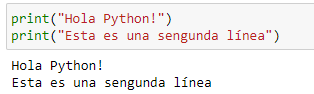 print("Hola Python!")
print("Esta es una sengunda línea")
Hola Python!
Esta es una sengunda línea